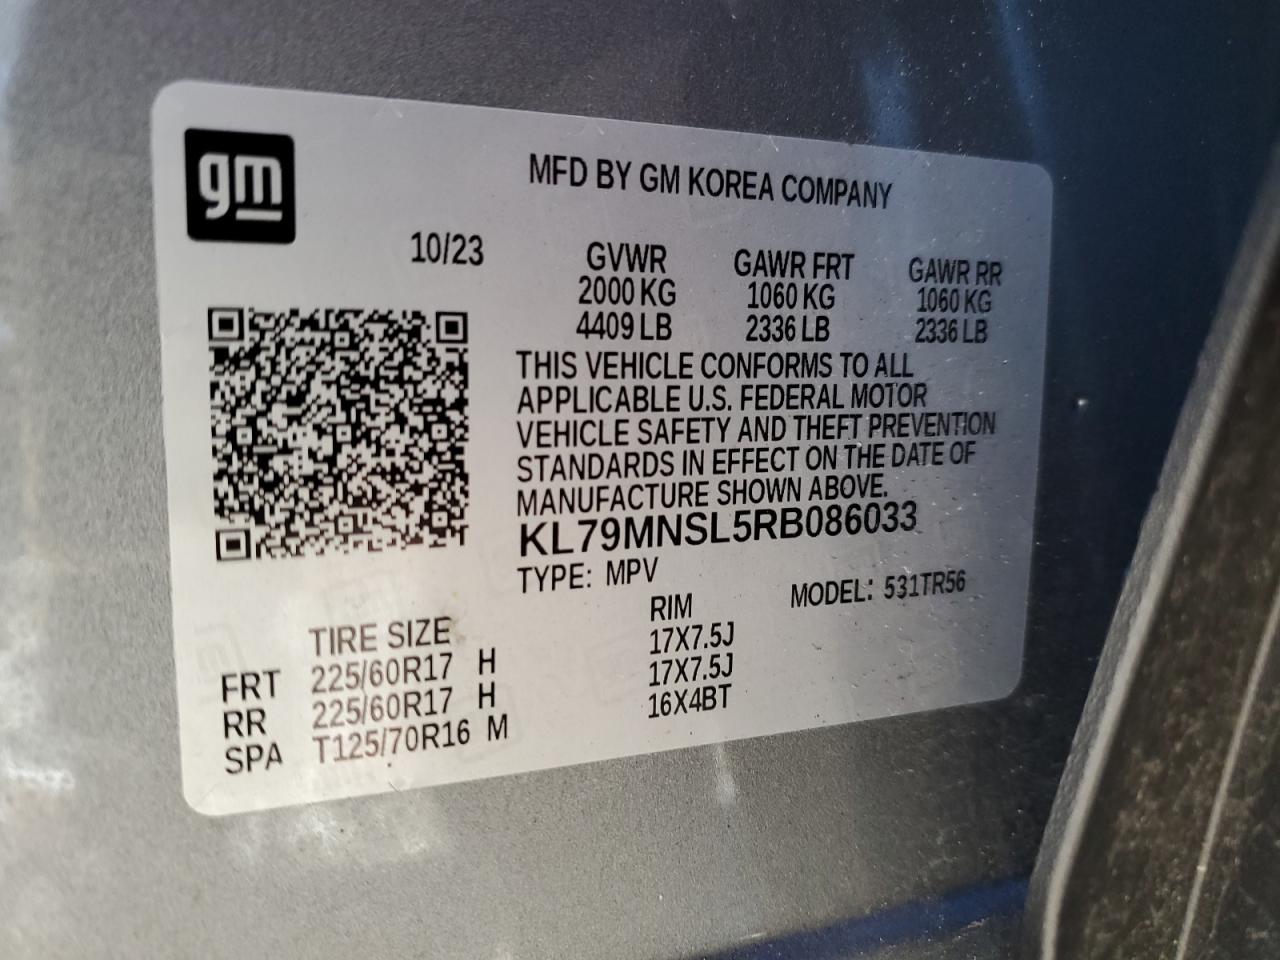 gm
MFD BY GM KOREA COMPANY
10/23 GVWR GAWR FRT GAWR RR
2000 KG 1060 KG 1060 KG
4409 LB 2336 LB 2336 LB
THIS VEHICLE CONFORMS TO ALL
APPLICABLE U.S. FEDERAL MOTOR
VEHICLE SAFETY AND THEFT PREVENTION
STANDARDS IN EFFECT ON THE DATE OF
MANUFACTURE SHOWN ABOVE.
KL79MNSL5RB086033
TYPE: MPV MODEL: 531TR56
TIRE SIZE RIM
FRT 225/60R17 H 17X7.5J
RR 225/60R17 H 17X7.5J
SPA T125/70R16 M 16X4BT